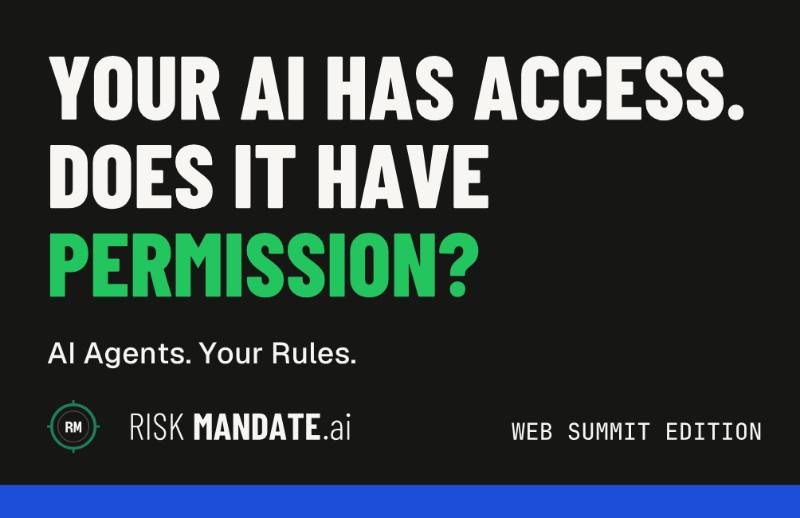 YOUR AI HAS ACCESS.
DOES IT HAVE
PERMISSION?
AI Agents. Your Rules.
RM RISK MANDATE.ai
WEB SUMMIT EDITION